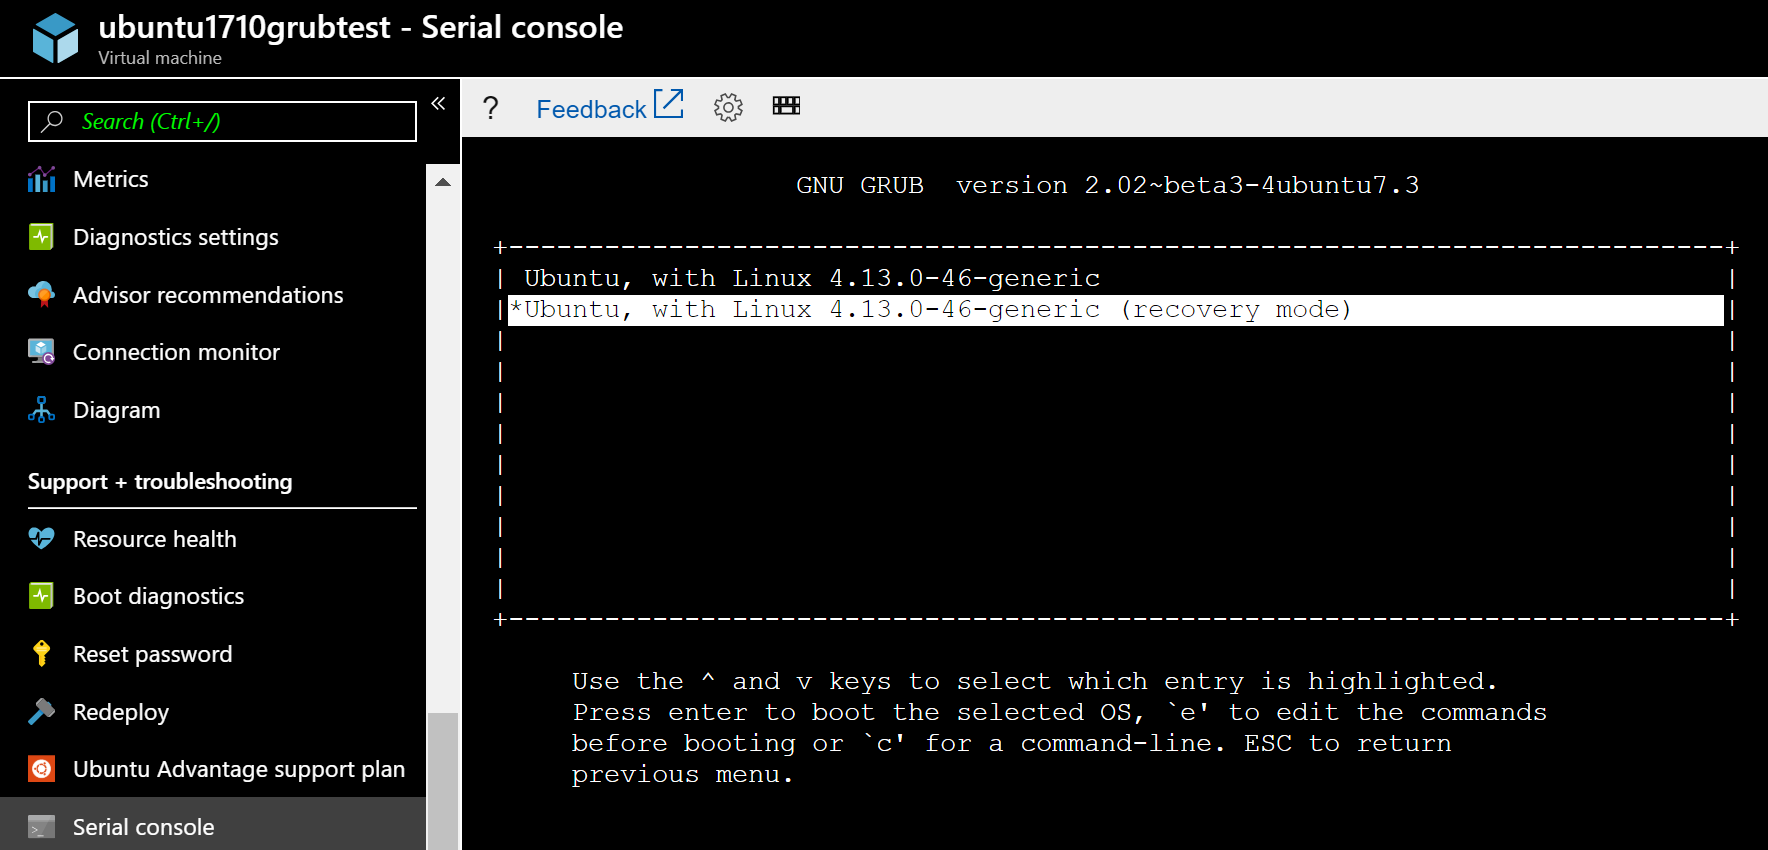 ubuntu1710grubtest - Serial console
Virtual machine
Search (Ctrl+/)
«
Metrics
Diagnostics settings
Advisor recommendations
Connection monitor
Diagram
Support + troubleshooting
Resource health
Boot diagnostics
Reset password
Redeploy
Ubuntu Advantage support plan
Serial console
? Feedback
GNU GRUB  version 2.02~beta3-4ubuntu7.3
+----------------------------------------------------------------------------+
| Ubuntu, with Linux 4.13.0-46-generic |
|*Ubuntu, with Linux 4.13.0-46-generic (recovery mode) |
| |
| |
| |
| |
| |
| |
| |
| |
| |
+----------------------------------------------------------------------------+
Use the ^ and v keys to select which entry is highlighted.
Press enter to boot the selected OS, `e' to edit the commands
before booting or `c' for a command-line. ESC to return
previous menu.